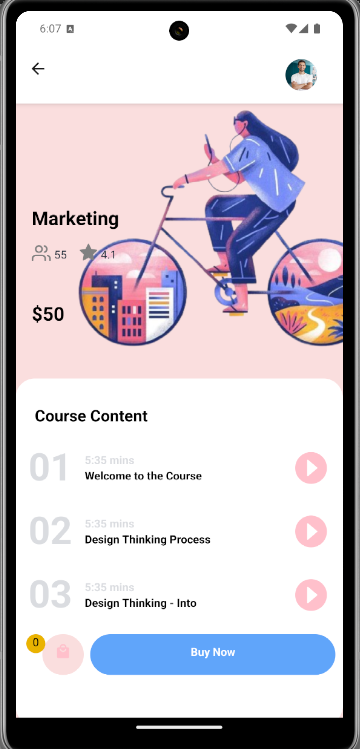 6:07 A
Marketing
55 4.1
$50
Course Content
01 5:35 mins
Welcome to the Course
02 5:35 mins
Design Thinking Process
03 5:35 mins
Design Thinking - Into
0
Buy Now